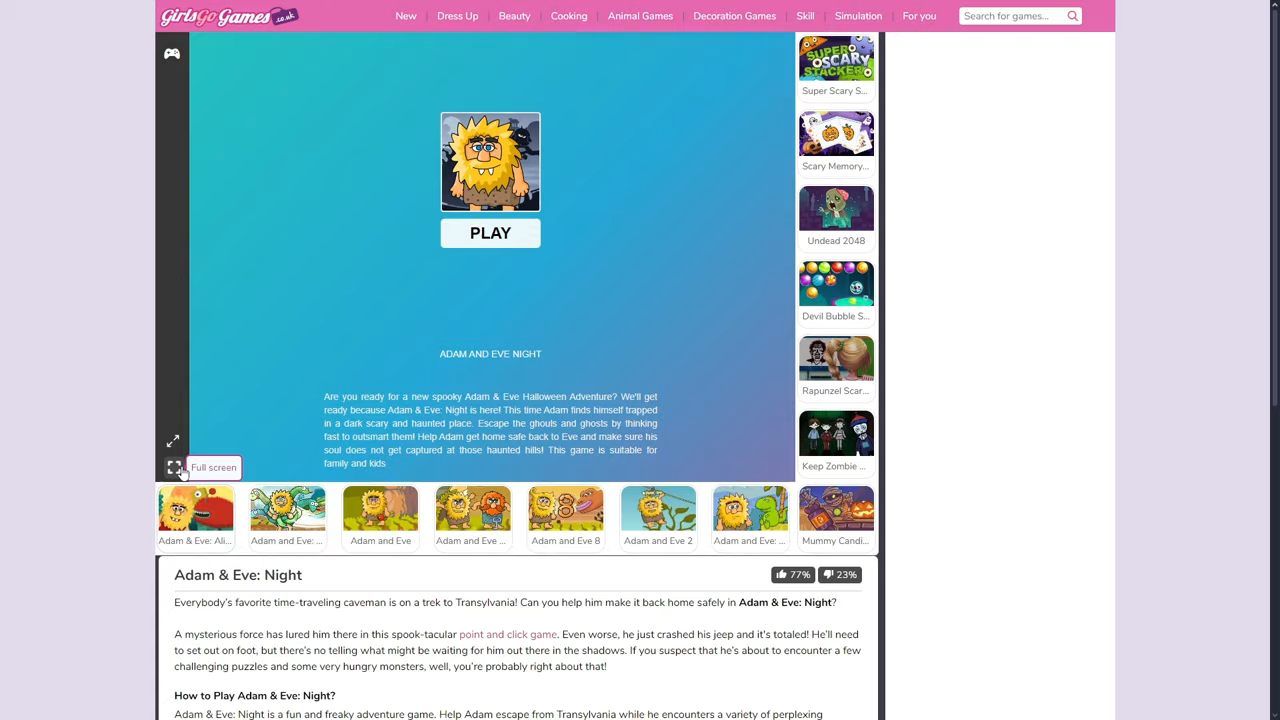 GirlsGoGames .co.uk
New
Dress Up
Beauty
Cooking
Animal Games
Decoration Games
Skill
Simulation
For you
Search for games...
SUPER SCARY STACKER
Super Scary S...
Scary Memory...
Undead 2048
Devil Bubble S...
Rapunzel Scar...
Keep Zombie ...
PLAY
ADAM AND EVE NIGHT
Are you ready for a new spooky Adam & Eve Halloween Adventure? We'll get
ready because Adam & Eve: Night is here! This time Adam finds himself trapped
in a dark scary and haunted place. Escape the ghouls and ghosts by thinking
fast to outsmart them! Help Adam get home safe back to Eve and make sure his
soul does not get captured at those haunted hills! This game is suitable for
family and kids
Full screen
Adam & Eve: Ali...
Adam and Eve: ...
Adam and Eve
Adam and Eve ...
Adam and Eve 8
Adam and Eve 2
Adam and Eve: ...
Mummy Candi...
Adam & Eve: Night
77%
23%
Everybody's favorite time-traveling caveman is on a trek to Transylvania! Can you help him make it back home safely in Adam & Eve: Night?
A mysterious force has lured him there in this spook-tacular point and click game. Even worse, he just crashed his jeep and it's totaled! He'll need
to set out on foot, but there's no telling what might be waiting for him out there in the shadows. If you suspect that he's about to encounter a few
challenging puzzles and some very hungry monsters, well, you're probably right about that!
How to Play Adam & Eve: Night?
Adam & Eve: Night is a fun and freaky adventure game. Help Adam escape from Transylvania while he encounters a variety of perplexing